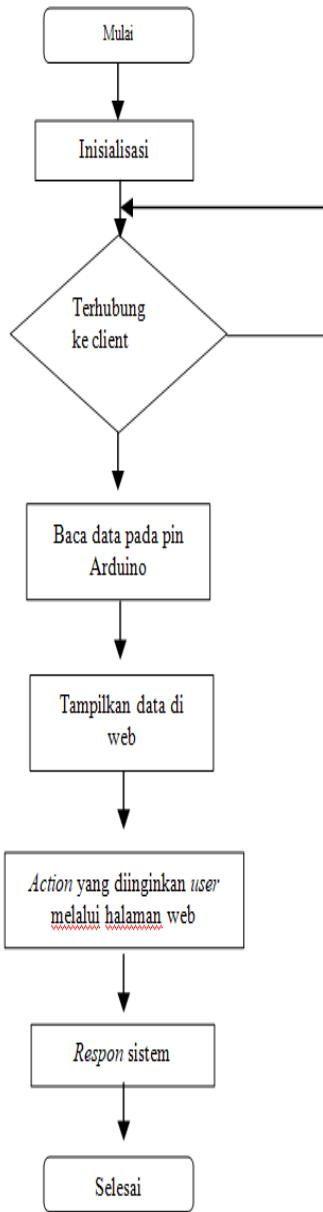 Mulai
Inisialisasi
Terhubung
ke client
Baca data pada pin
Arduino
Tampilkan data di
web
Action yang diinginkan user
melalui halaman web
Respon sistem
Selesai